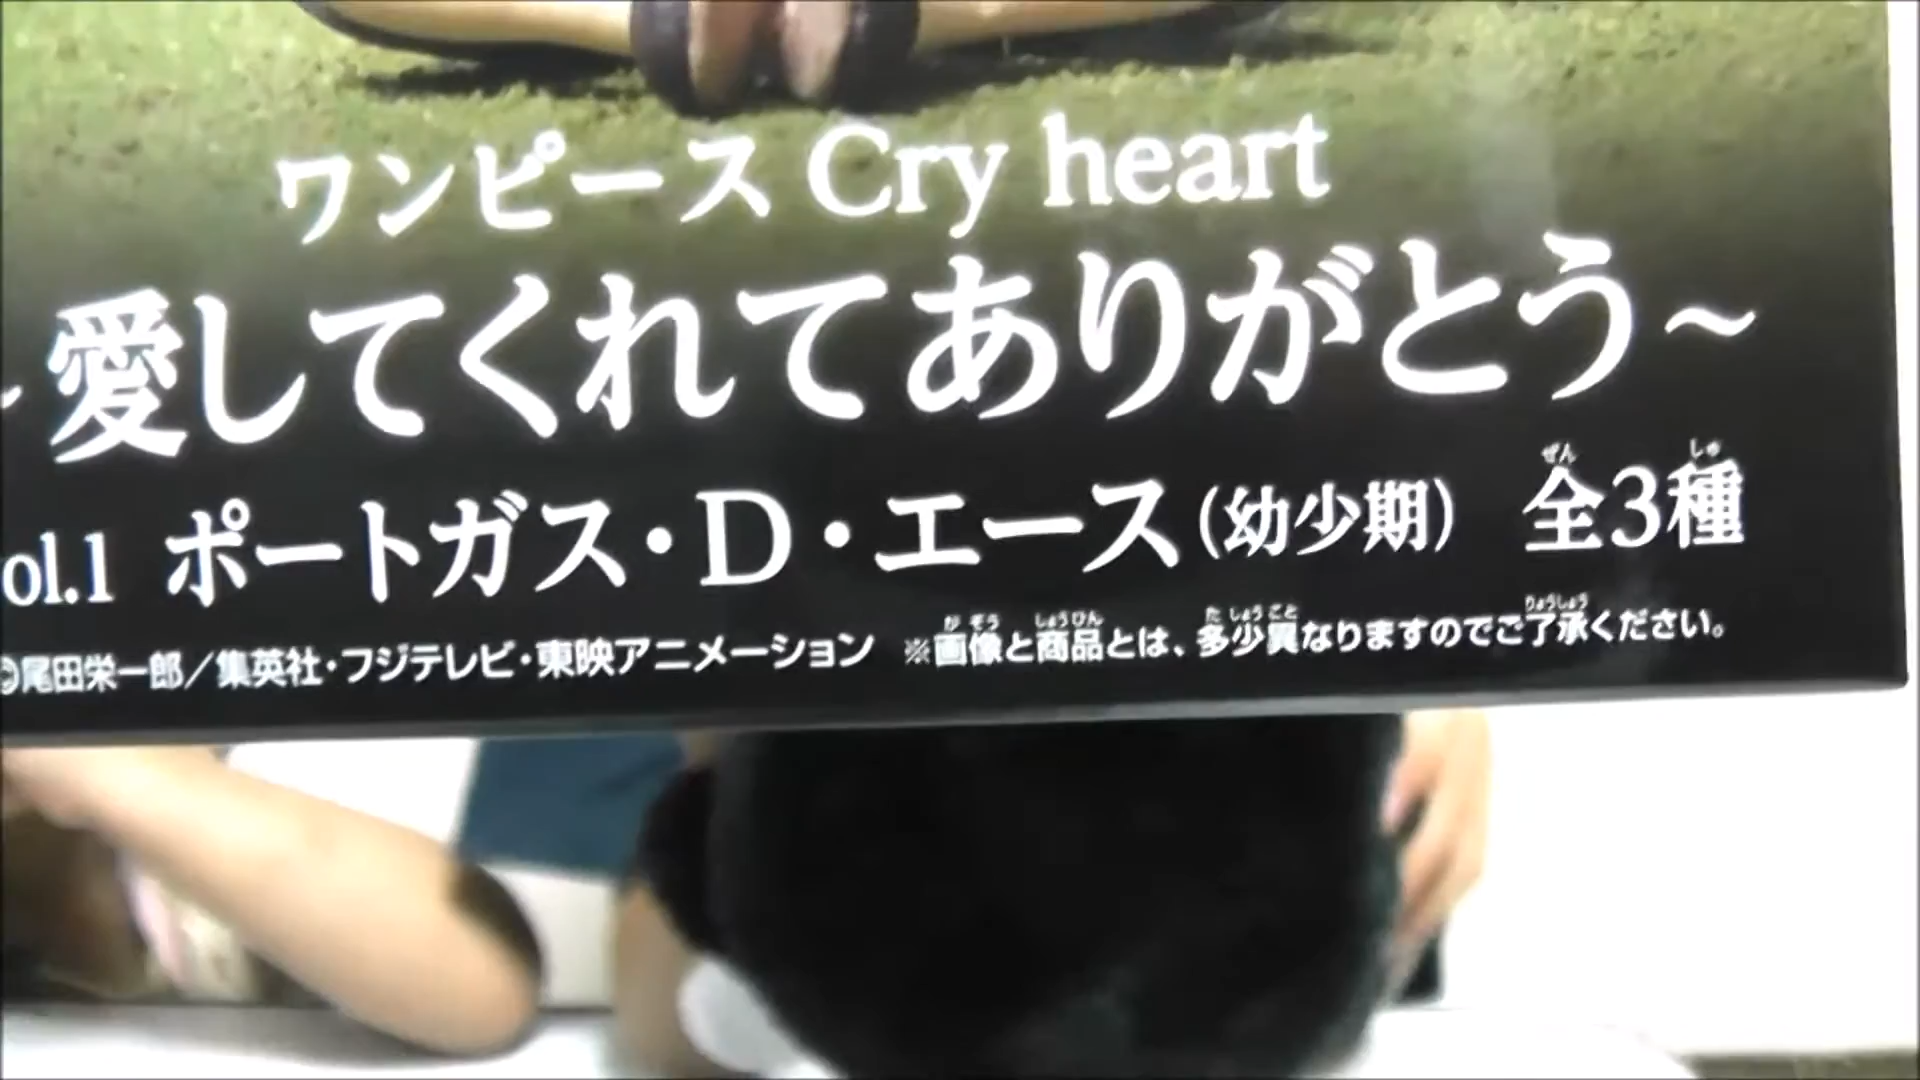 ワンピース Cry heart
~愛してくれてありがとう~
ol.1 ポートガス・D・エース(幼少期) 全3種
©尾田栄一郎/集英社・フジテレビ・東映アニメーション ※画像と商品とは、多少異なりますのでご了承ください。